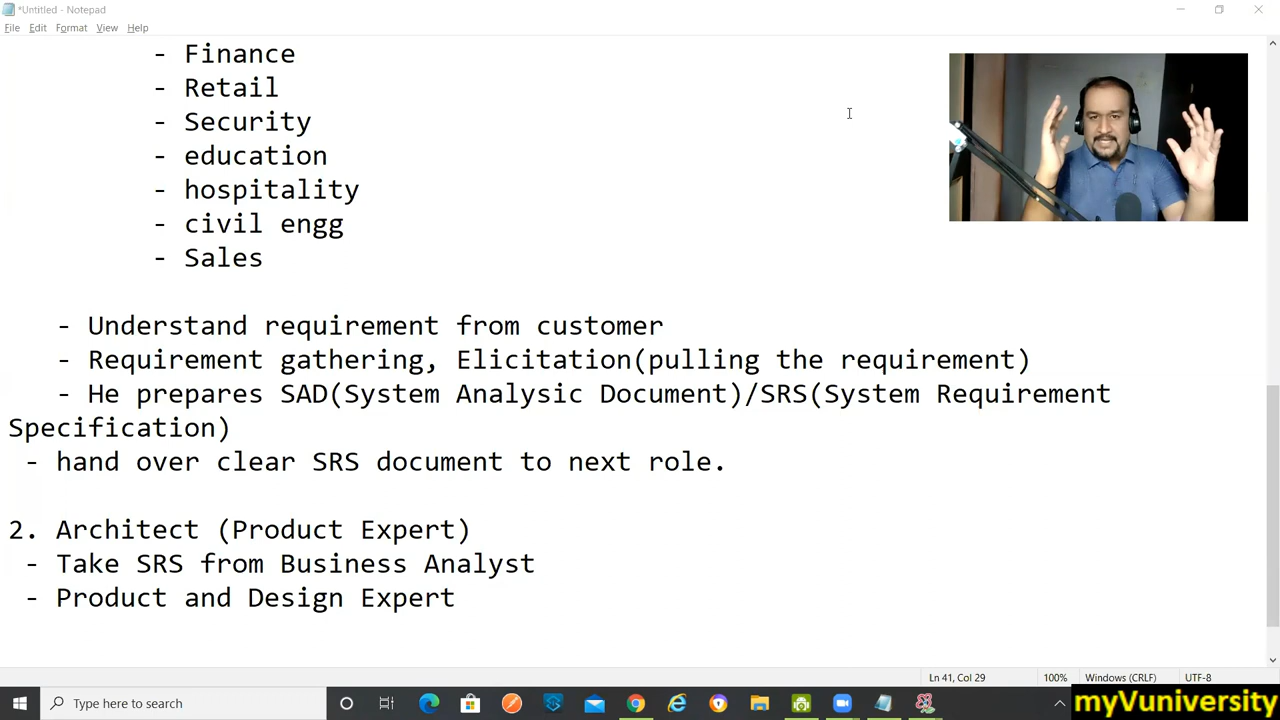 *Untitled - Notepad
File Edit Format View Help
- Finance
- Retail
- Security
- education
- hospitality
- civil engg
- Sales
- Understand requirement from customer
- Requirement gathering, Elicitation(pulling the requirement)
- He prepares SAD(System Analysic Document)/SRS(System Requirement
Specification)
- hand over clear SRS document to next role.
2. Architect (Product Expert)
- Take SRS from Business Analyst
- Product and Design Expert
Ln 41, Col 29 100% Windows (CRLF) UTF-8
Type here to search
myVuniversity